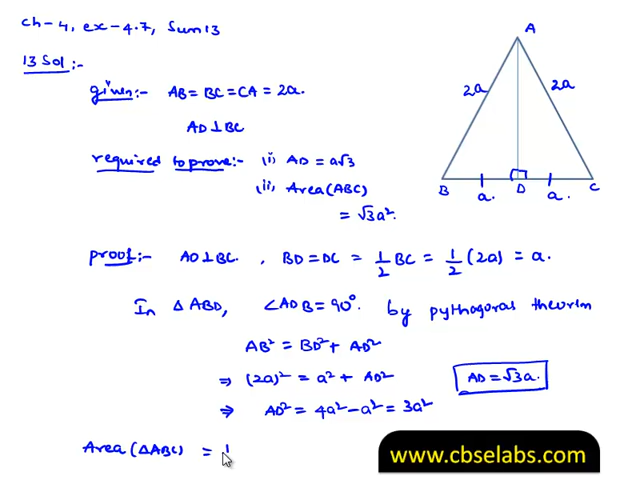 ch-4, ex-4.7, Sum 13
13 Sol:-
(i)
given:- AB = BC = CA = 2a.
AD ⊥ BC
required to prove:- (i) AD = a√3
(ii) Area(ABC)
= √3a².
A
2a
2a
B
a.
D
a.
C
proof:- AD ⊥ BC. , BD = DC = 1/2 BC = 1/2 (2a) = a.
In △ABD, ∠ADB = 90°. by pythagoras theorim
AB² = BD² + AD²
⇒ (2a)² = a² + AD²
AD = √3a.
⇒ AD² = 4a² - a² = 3a²
Area(△ABC) = 1
www.cbselabs.com